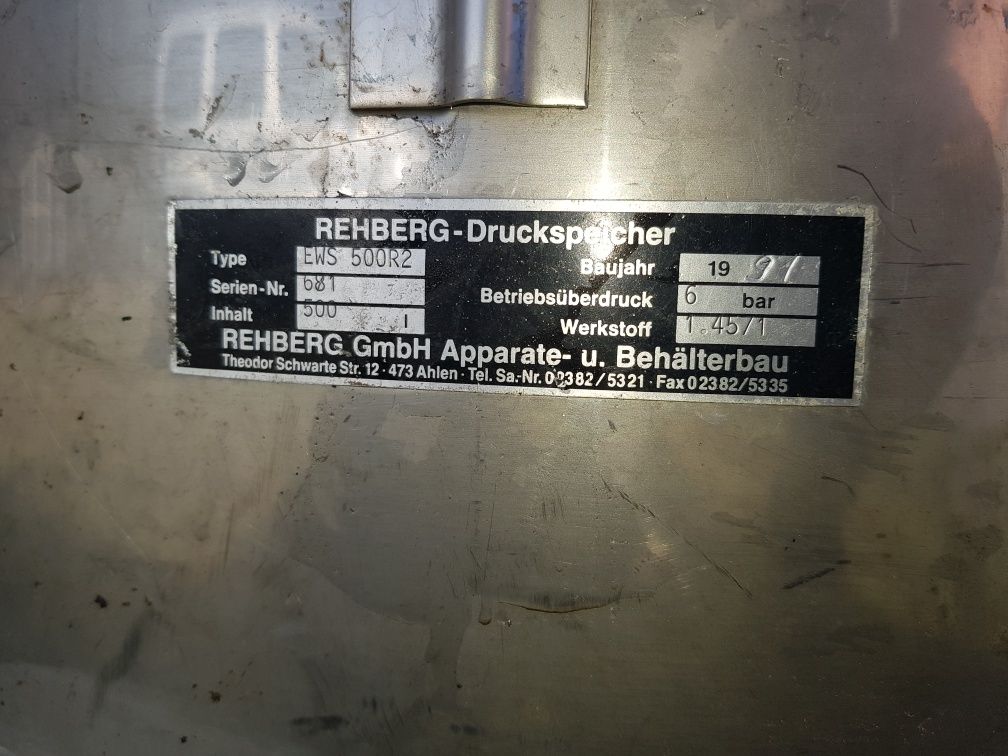 REHBERG-Druckspeicher
Type EWS 500R2 Baujahr 19 91
Serien-Nr. 681 Betriebsüberdruck 6 bar
Inhalt 500 l Werkstoff 1.4571
REHBERG GmbH Apparate- u. Behälterbau
Theodor Schwarte Str. 12 · 473 Ahlen · Tel. Sa.-Nr. 02382/5321 · Fax 02382/5335